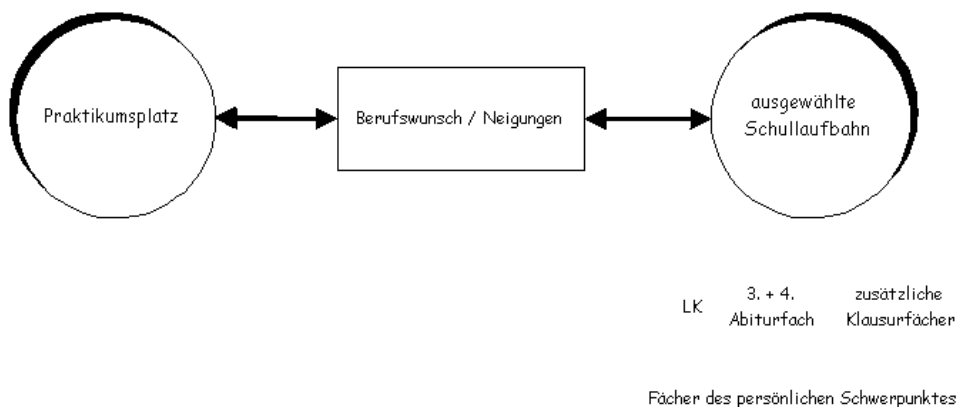 Praktikumsplatz
Berufswunsch / Neigungen
ausgewählte
Schullaufbahn
LK
3. + 4.
Abiturfach
zusätzliche
Klausurfächer
Fächer des persönlichen Schwerpunktes